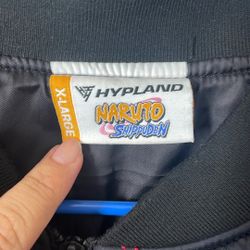 HYPLAND
X-LARGE
NARUTO
SHIPPUDEN